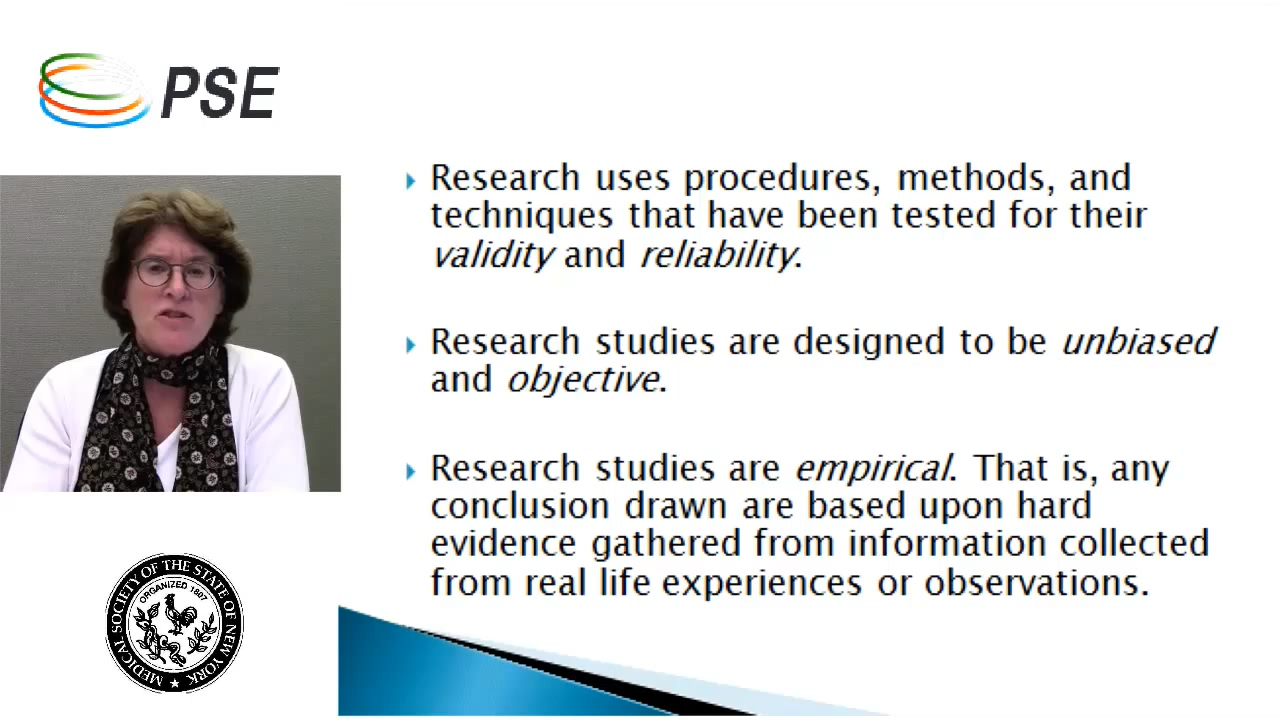 PSE
Research uses procedures, methods, and
techniques that have been tested for their
validity and reliability.
Research studies are designed to be unbiased
and objective.
Research studies are empirical. That is, any
conclusion drawn are based upon hard
evidence gathered from information collected
from real life experiences or observations.
MEDICAL SOCIETY OF THE STATE OF NEW YORK
ORGANIZED 1807